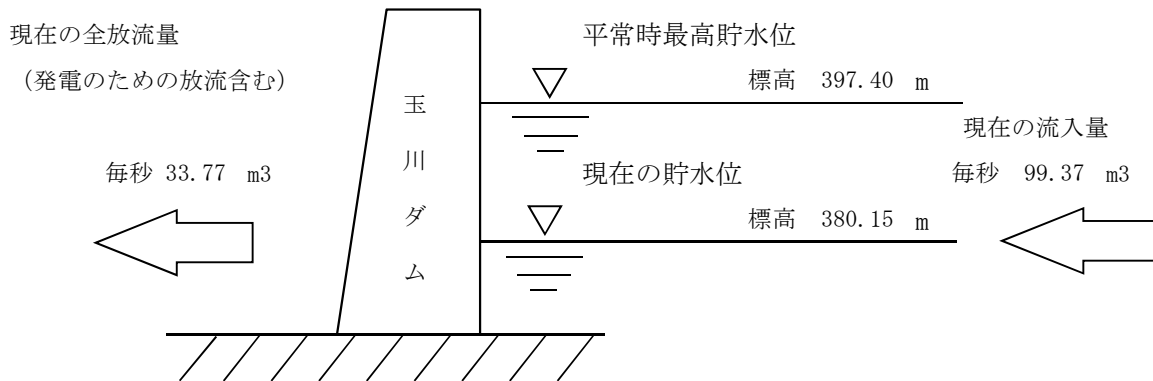 現在の全放流量
(発電のための放流含む)
毎秒 33.77 m3
玉川ダム
平常時最高貯水位
標高 397.40 m
現在の貯水位
標高 380.15 m
現在の流入量
毎秒 99.37 m3